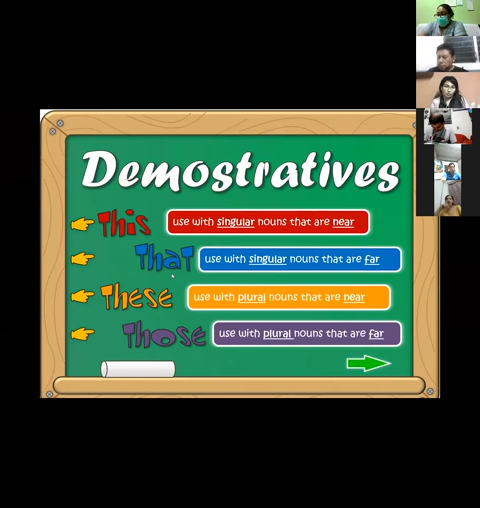 Demostratives
This use with singular nouns that are near
That use with singular nouns that are far
These use with plural nouns that are near
Those use with plural nouns that are far